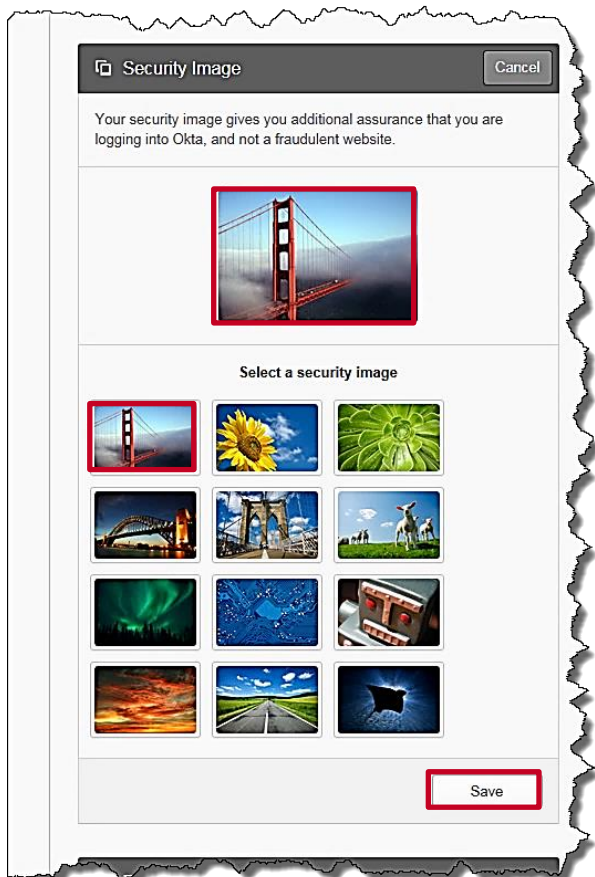 Security Image
Cancel
Your security image gives you additional assurance that you are
logging into Okta, and not a fraudulent website.
Select a security image
Save